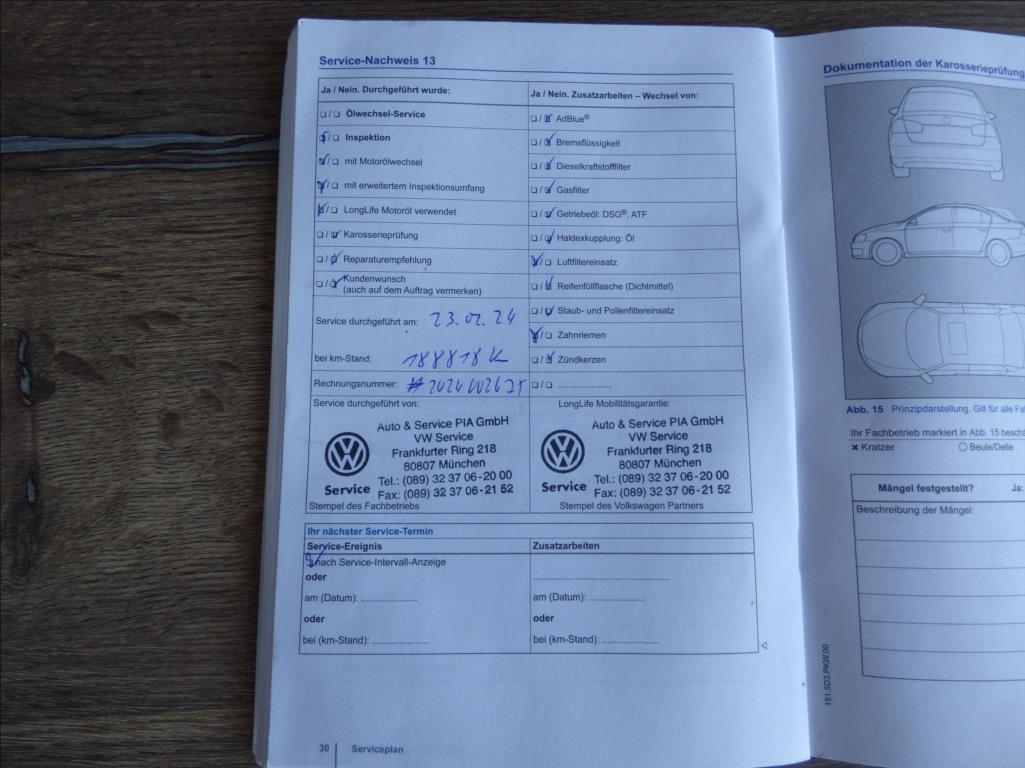 Service-Nachweis 13
Ja / Nein. Durchgeführt wurde:
❑/❑ Ölwechsel-Service
❑/❑ Inspektion
❑/❑ mit Motorölwechsel
❑/❑ mit erweitertem Inspektionsumfang
❑/❑ LongLife Motoröl verwendet
❑/❑ Karosserieprüfung
❑/❑ Reparaturempfehlung
❑/❑ Kundenwunsch
(auch auf dem Auftrag vermerken)
Service durchgeführt am: 23.02.24
bei km-Stand: 188818 K
Rechnungsnummer: #
Ja / Nein. Zusatzarbeiten – Wechsel von:
❑/❑ AdBlue®
❑/❑ Bremsflüssigkeit
❑/❑ Dieselkraftstofffilter
❑/❑ Gasfilter
❑/❑ Getriebeöl: DSG®, ATF
❑/❑ Haldexkupplung: Öl
❑/❑ Luftfiltereinsatz
❑/❑ Reifenfüllflasche (Dichtmittel)
❑/❑ Staub- und Pollenfiltereinsatz
❑/❑ Zahnriemen
❑/❑ Zündkerzen
❑/❑ ......................
Service durchgeführt von:
Auto & Service PIA GmbH
VW Service
Frankfurter Ring 218
80807 München
Tel.: (089) 32 37 06-20 00
Fax: (089) 32 37 06-21 52
Service
Stempel des Fachbetriebs
LongLife Mobilitätsgarantie:
Auto & Service PIA GmbH
VW Service
Frankfurter Ring 218
80807 München
Tel.: (089) 32 37 06-20 00
Fax: (089) 32 37 06-21 52
Service
Stempel des Volkswagen Partners
Ihr nächster Service-Termin
Service-Ereignis
❑ nach Service-Intervall-Anzeige
oder
am (Datum): ......................
oder
bei (km-Stand): ......................
Zusatzarbeiten
......................................................
am (Datum): ......................
oder
bei (km-Stand): ......................
30 Serviceplan
Dokumentation der Karosserieprüfung
Abb. 15 Prinzipdarstellung. Gilt für alle
Ihr Fachbetrieb markiert in Abb. 15
× Kratzer
○ Beule/Delle
Mängel festgestellt? Ja:
Beschreibung der Mängel:
151.5D3.PKW.00